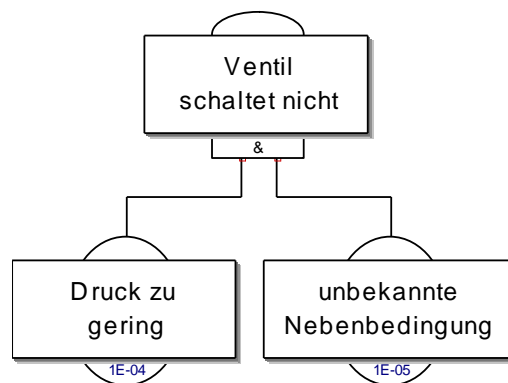 Ventil
schaltet nicht
&
Druck zu
gering
1E-04
unbekannte
Nebenbedingung
1E-05